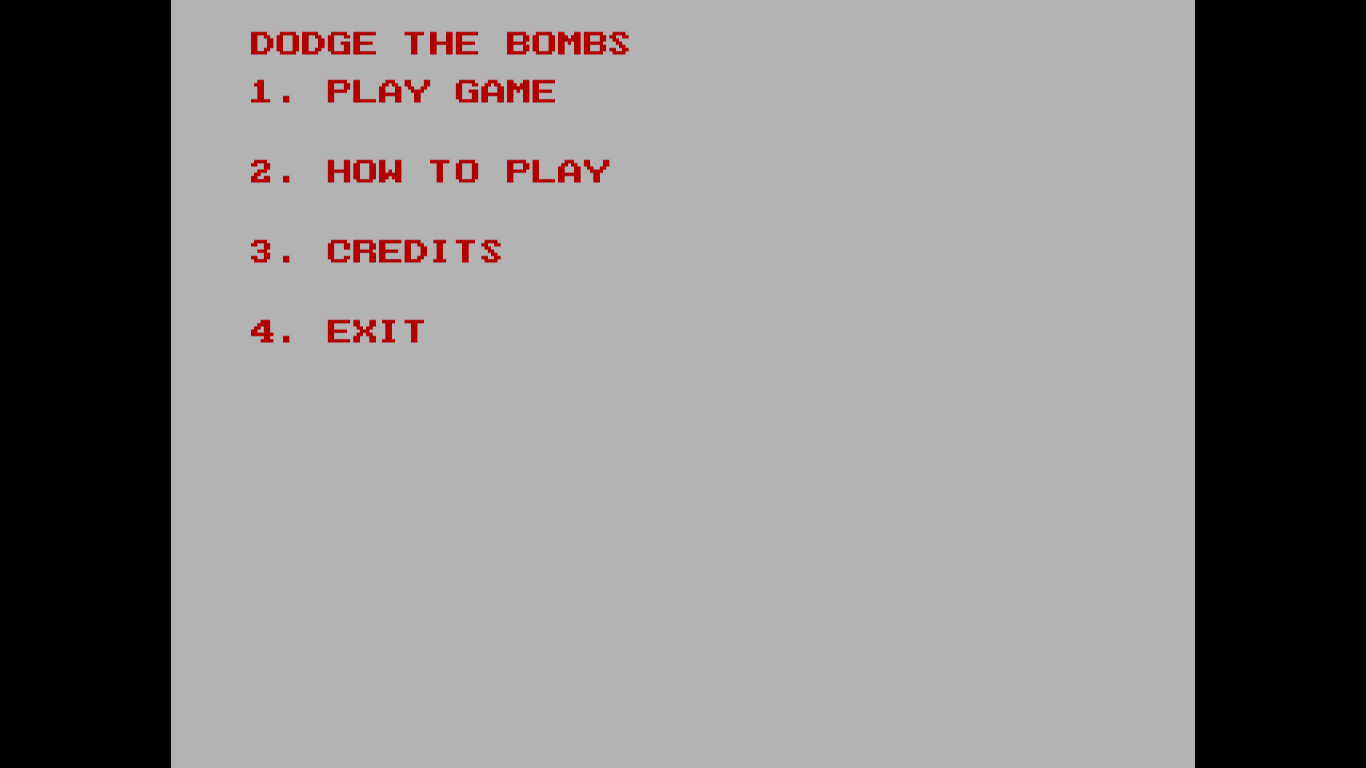 DODGE THE BOMBS
1. PLAY GAME
2. HOW TO PLAY
3. CREDITS
4. EXIT